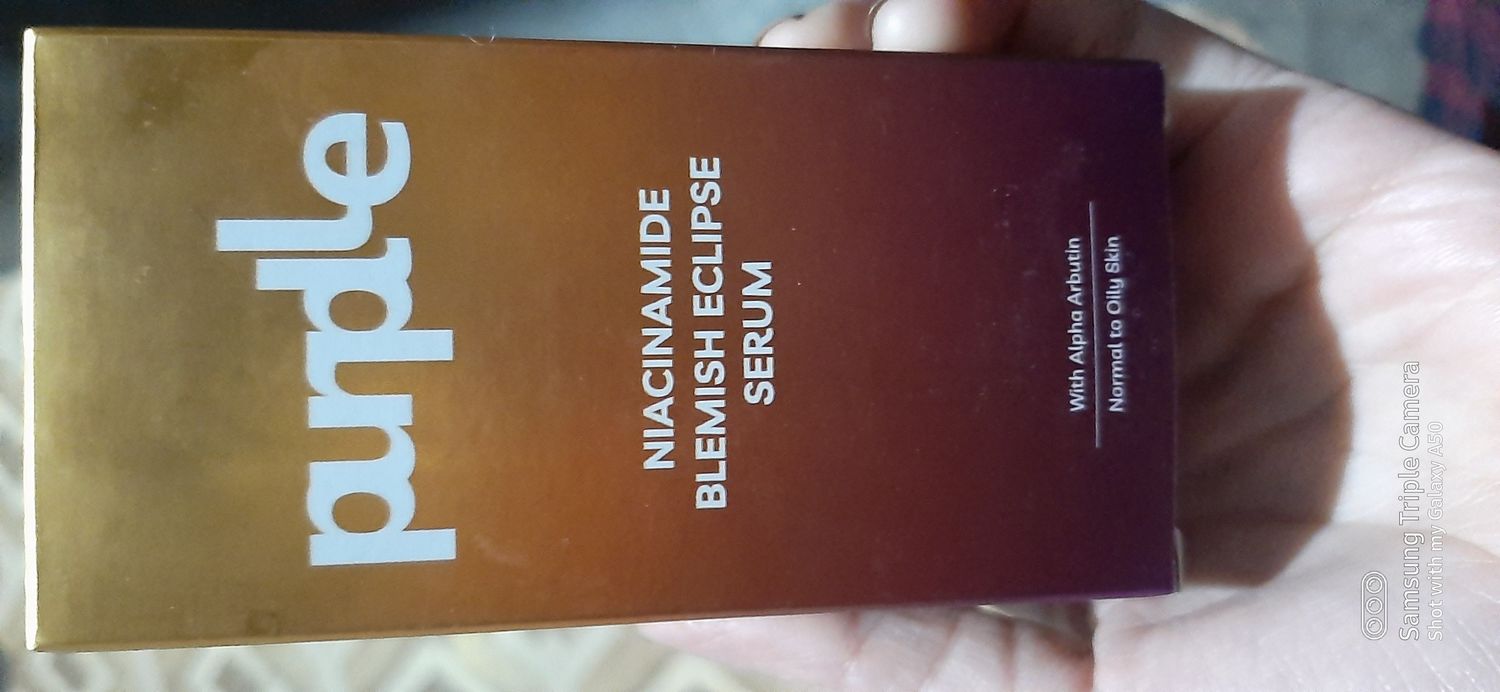 purplle
NIACINAMIDE
BLEMISH ECLIPSE
SERUM
With Alpha Arbutin
Normal to Oily Skin
Samsung Triple Camera
Shot with my Galaxy A50